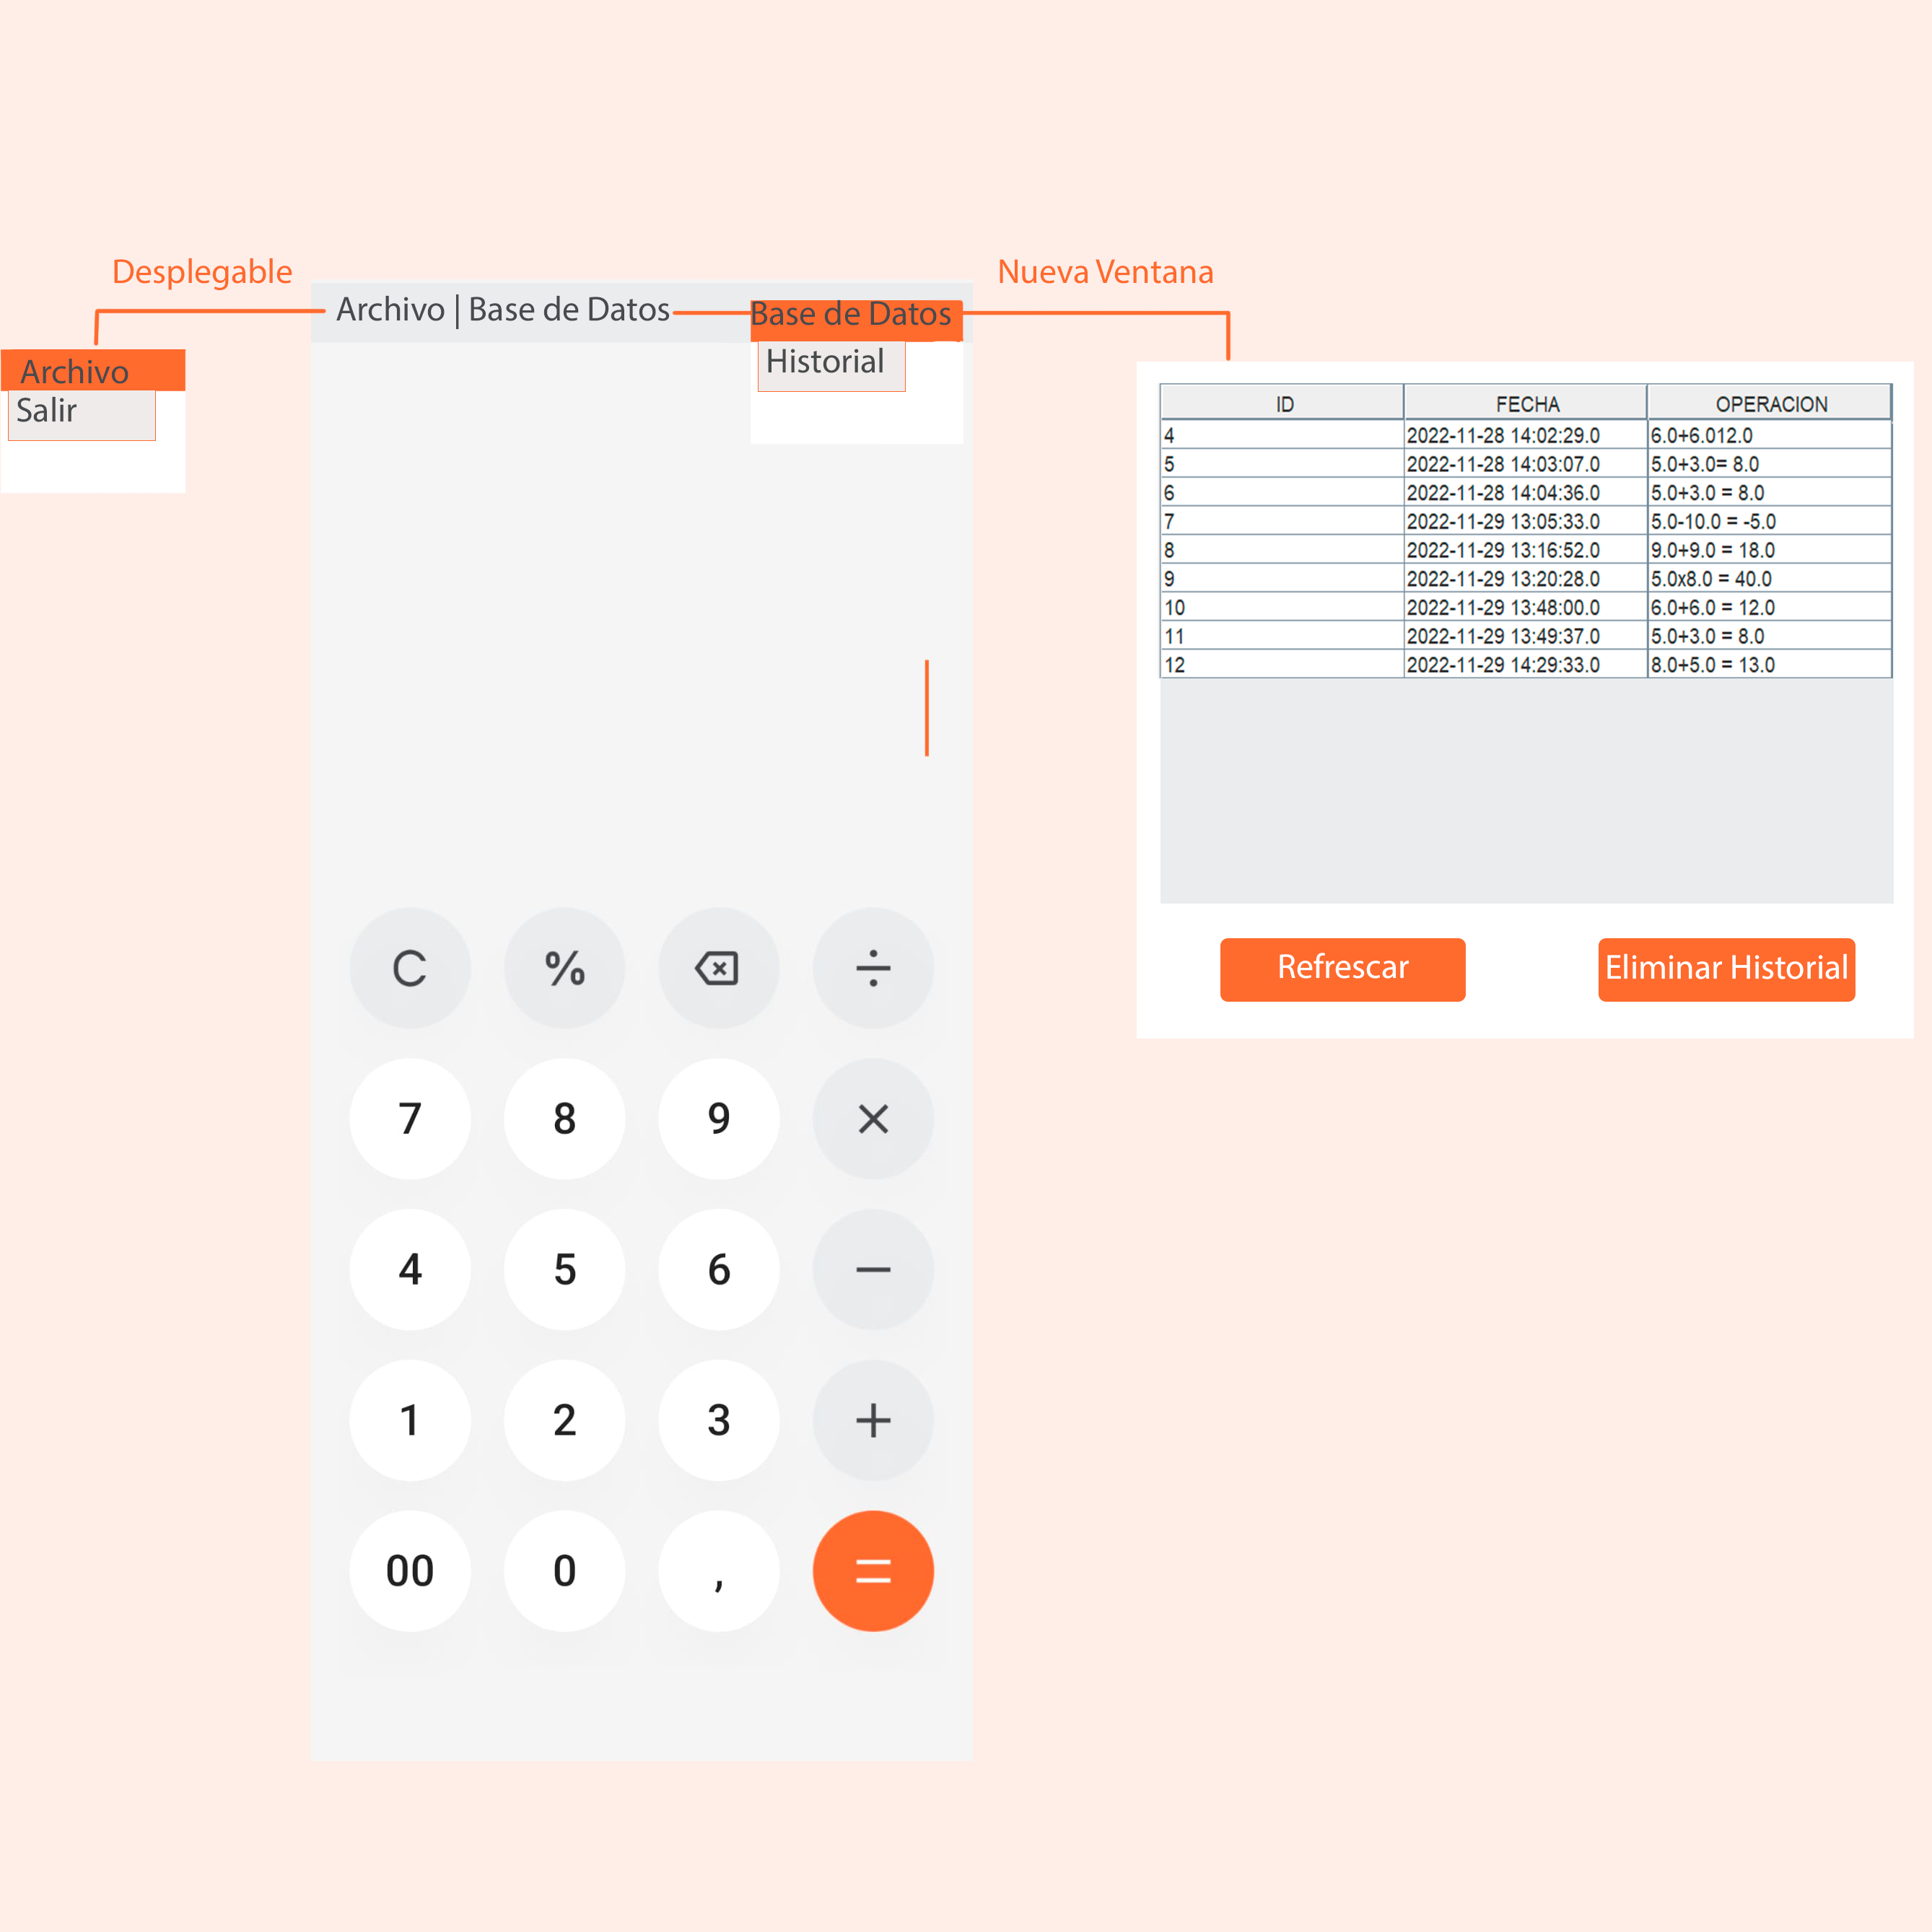 Desplegable
Nueva Ventana
Archivo | Base de Datos
Base de Datos
Historial
Archivo
Salir
ID FECHA OPERACION
4 2022-11-28 14:02:29.0 6.0+6.012.0
5 2022-11-28 14:03:07.0 5.0+3.0= 8.0
6 2022-11-28 14:04:36.0 5.0+3.0 = 8.0
7 2022-11-29 13:05:33.0 5.0-10.0 = -5.0
8 2022-11-29 13:16:52.0 9.0+9.0 = 18.0
9 2022-11-29 13:20:28.0 5.0x8.0 = 40.0
10 2022-11-29 13:48:00.0 6.0+6.0 = 12.0
11 2022-11-29 13:49:37.0 5.0+3.0 = 8.0
12 2022-11-29 14:29:33.0 8.0+5.0 = 13.0
Refrescar Eliminar Historial
C % ÷
7 8 9 ×
4 5 6 −
1 2 3 +
00 0 , =